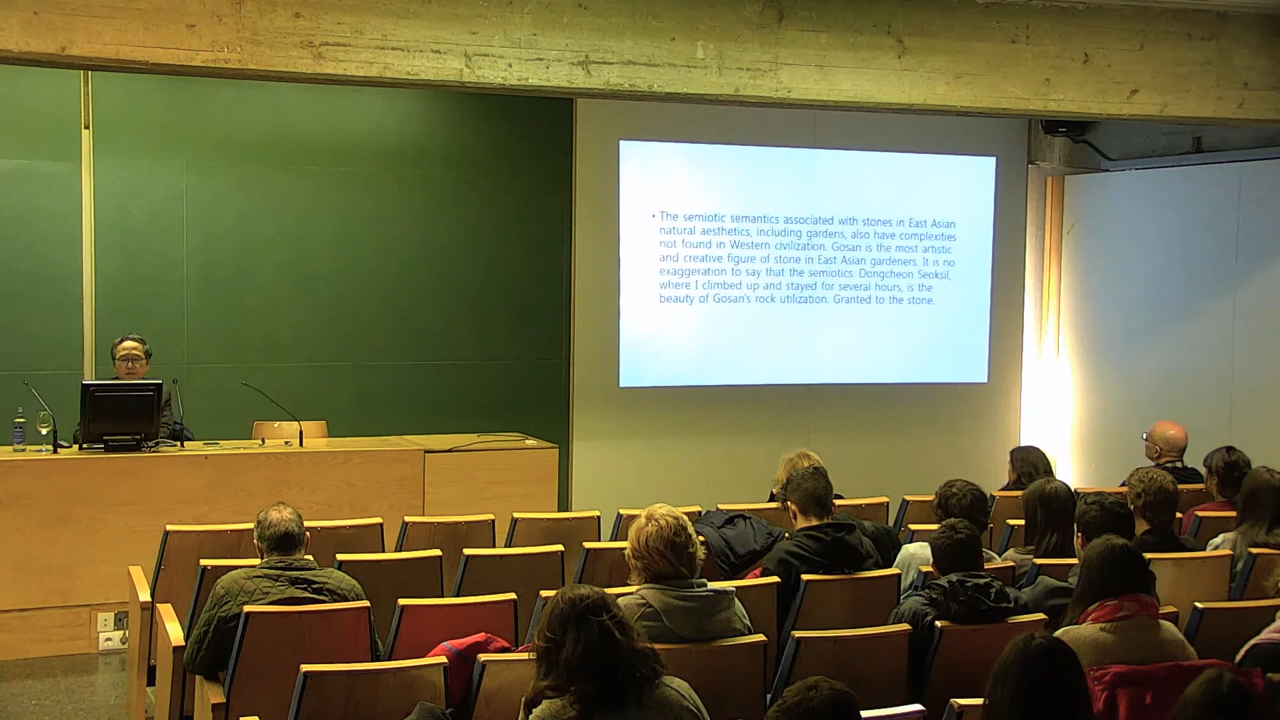 • The semiotic semantics associated with stones in East Asian
natural aesthetics, including gardens, also have complexities
not found in Western civilization. Gosan is the most artistic
and creative figure of stone in East Asian gardeners. It is no
exaggeration to say that the semiotics. Dongcheon Seoksil,
where I climbed up and stayed for several hours, is the
beauty of Gosan's rock utilization. Granted to the stone.